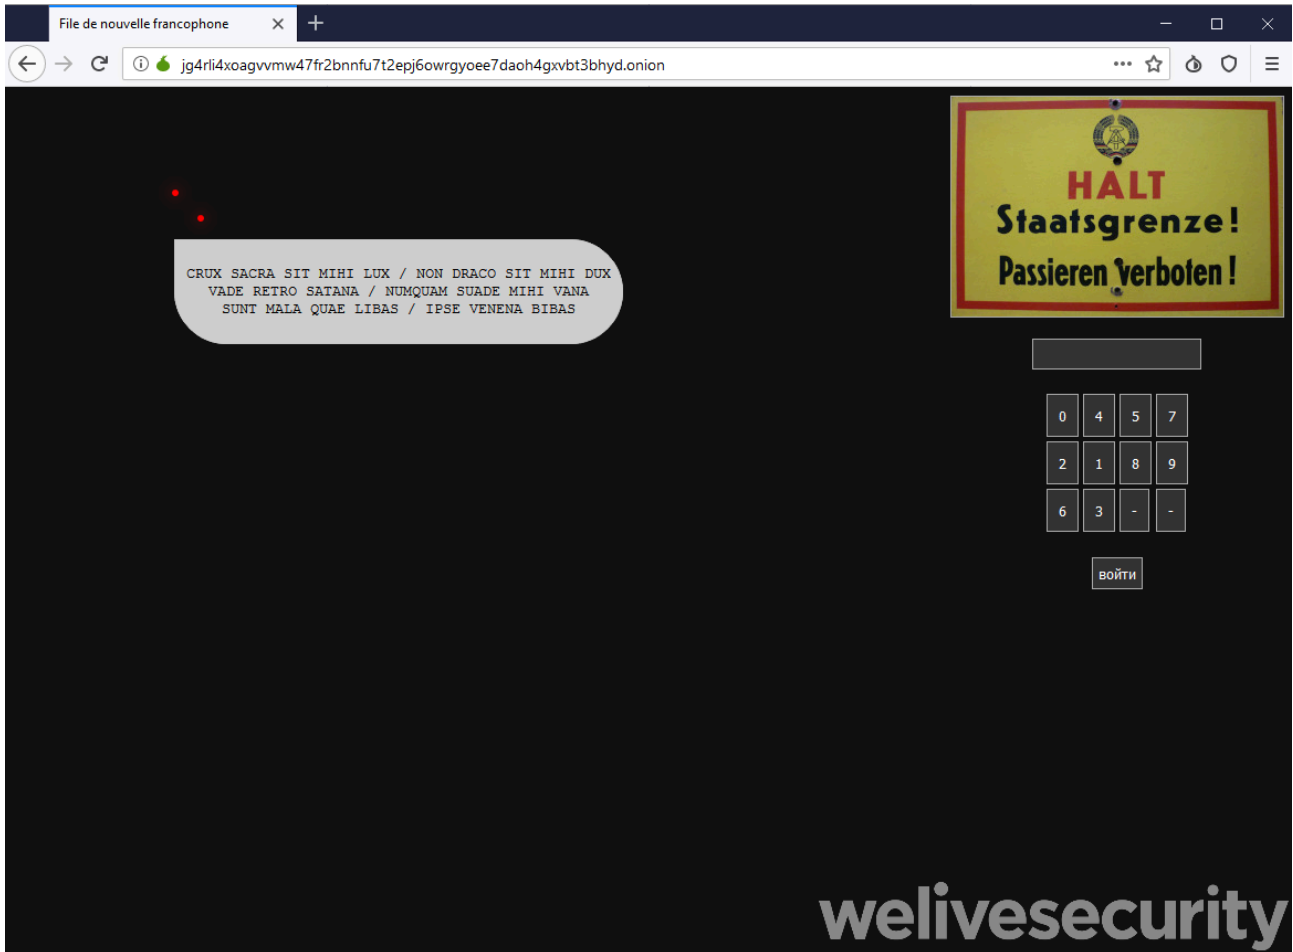 File de nouvelle francophone
jg4rli4xoagvvmw47fr2bnnfu7t2epj6owrgyoee7daoh4gxvbt3bhyd.onion
CRUX SACRA SIT MIHI LUX / NON DRACO SIT MIHI DUX
VADE RETRO SATANA / NUMQUAM SUADE MIHI VANA
SUNT MALA QUAE LIBAS / IPSE VENENA BIBAS
HALT
Staatsgrenze!
Passieren verboten!
0 4 5 7
2 1 8 9
6 3 - -
войти
welivesecurity